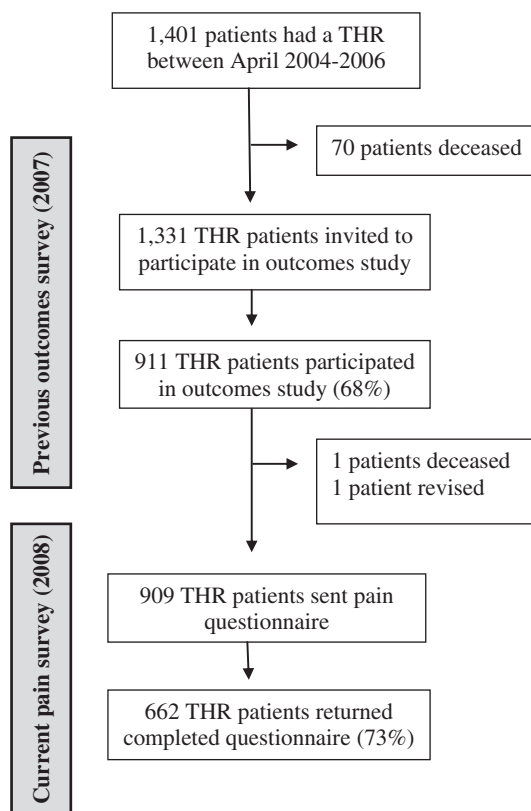 1,401 patients had a THR
between April 2004-2006
70 patients deceased
Previous outcomes survey (2007)
1,331 THR patients invited to
participate in outcomes study
911 THR patients participated
in outcomes study (68%)
1 patients deceased
1 patient revised
Current pain survey (2008)
909 THR patients sent pain
questionnaire
662 THR patients returned
completed questionnaire (73%)